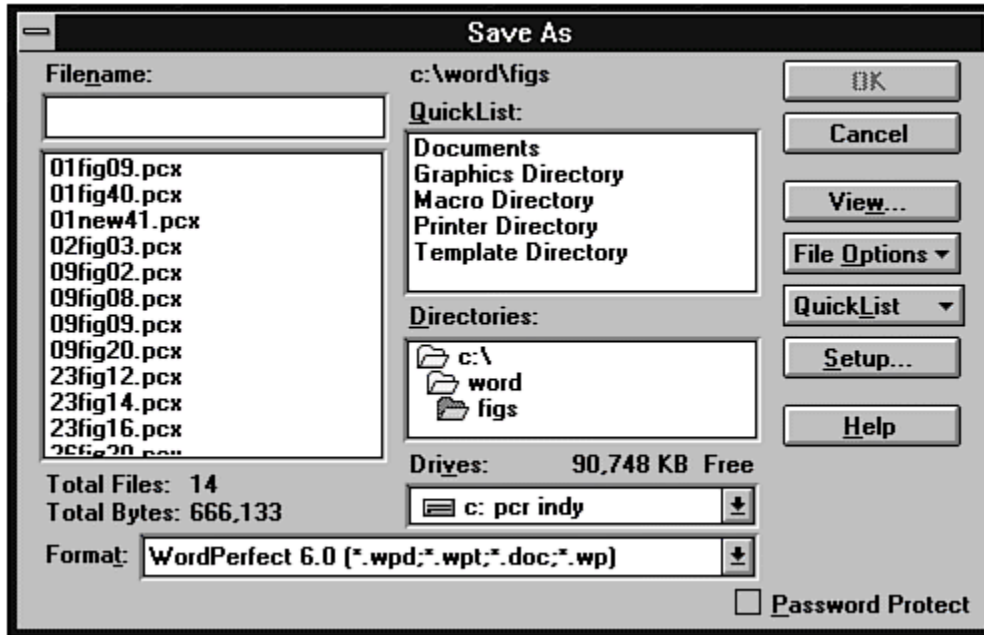 Save As
Filename:
01fig09.pcx
01fig40.pcx
01new41.pcx
02fig03.pcx
09fig02.pcx
09fig08.pcx
09fig09.pcx
09fig20.pcx
23fig12.pcx
23fig14.pcx
23fig16.pcx
Total Files: 14
Total Bytes: 666,133
c:\word\figs
QuickList:
Documents
Graphics Directory
Macro Directory
Printer Directory
Template Directory
Directories:
c:\
word
figs
Drives: 90,748 KB Free
c: pcr indy
Format: WordPerfect 6.0 (*.wpd;*.wpt;*.doc;*.wp)
OK
Cancel
View...
File Options
QuickList
Setup...
Help
Password Protect